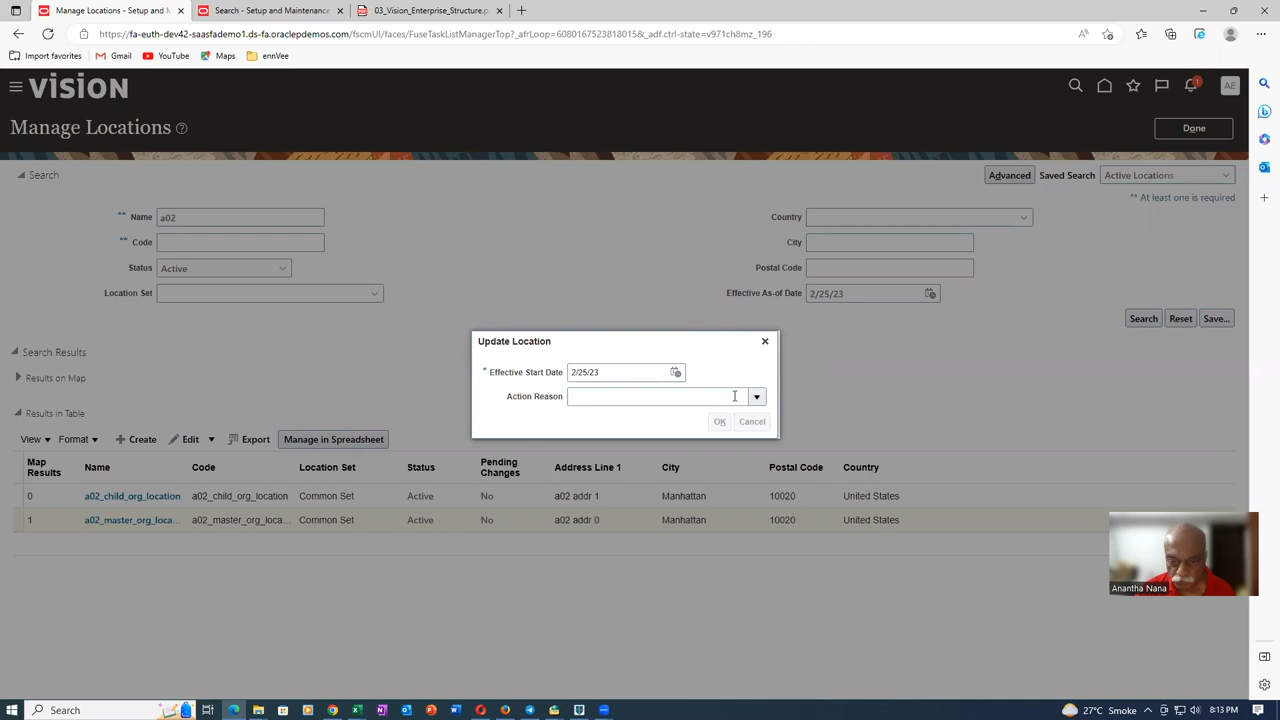 Manage Locations - Setup and M
Search - Setup and Maintenance
03_Vision_Enterprise_Structure.p
https://fa-euth-dev42-saasfademo1.ds-fa.oraclepdemos.com/fscmUI/faces/FuseTaskListManagerTop?_afrLoop=6080167523818015&_adf.ctrl-state=v971ch8mz_196
Import favorites
Gmail
YouTube
Maps
ennVee
VISION
1
AE
Manage Locations
Done
Search
Advanced
Saved Search
Active Locations
** At least one is required
** Name
a02
Country
** Code
City
Status
Active
Postal Code
Location Set
Effective As-of Date
2/25/23
Search
Reset
Save...
Update Location
* Effective Start Date
2/25/23
Action Reason
OK
Cancel
Search Results
Results on Map
Results in Table
View
Format
Create
Edit
Export
Manage in Spreadsheet
Map Results Name Code Location Set Status Pending Changes Address Line 1 City Postal Code Country
0 a02_child_org_location a02_child_org_location Common Set Active No a02 addr 1 Manhattan 10020 United States
1 a02_master_org_loca... a02_master_org_loca... Common Set Active No a02 addr 0 Manhattan 10020 United States
Anantha Nana
Search
27°C Smoke
8:13 PM